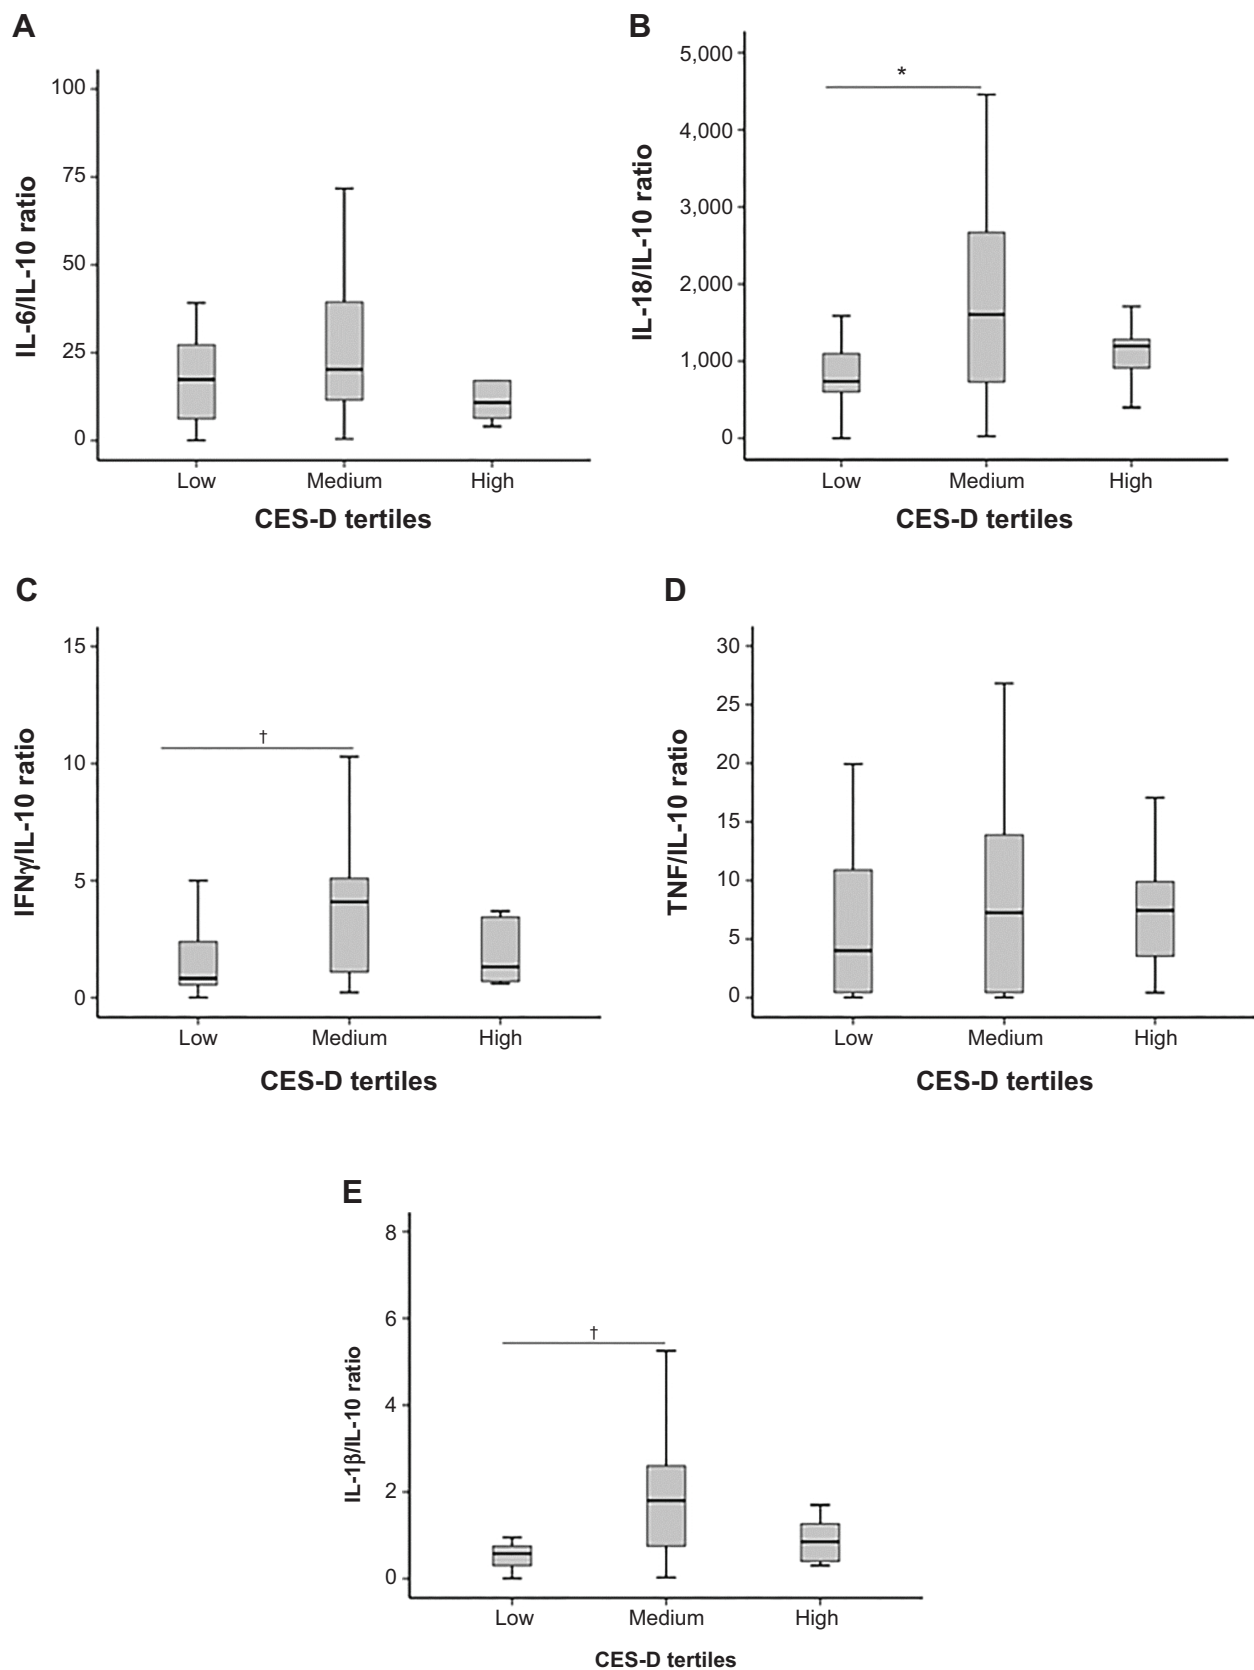 A
IL-6/IL-10 ratio
100
75
50
25
0
Low Medium High
CES-D tertiles
B
IL-18/IL-10 ratio
5,000
4,000
3,000
2,000
1,000
0
*
Low Medium High
CES-D tertiles
C
IFNγ/IL-10 ratio
15
10
5
0
†
Low Medium High
CES-D tertiles
D
TNF/IL-10 ratio
30
25
20
15
10
5
0
Low Medium High
CES-D tertiles
E
IL-1β/IL-10 ratio
8
6
4
2
0
†
Low Medium High
CES-D tertiles